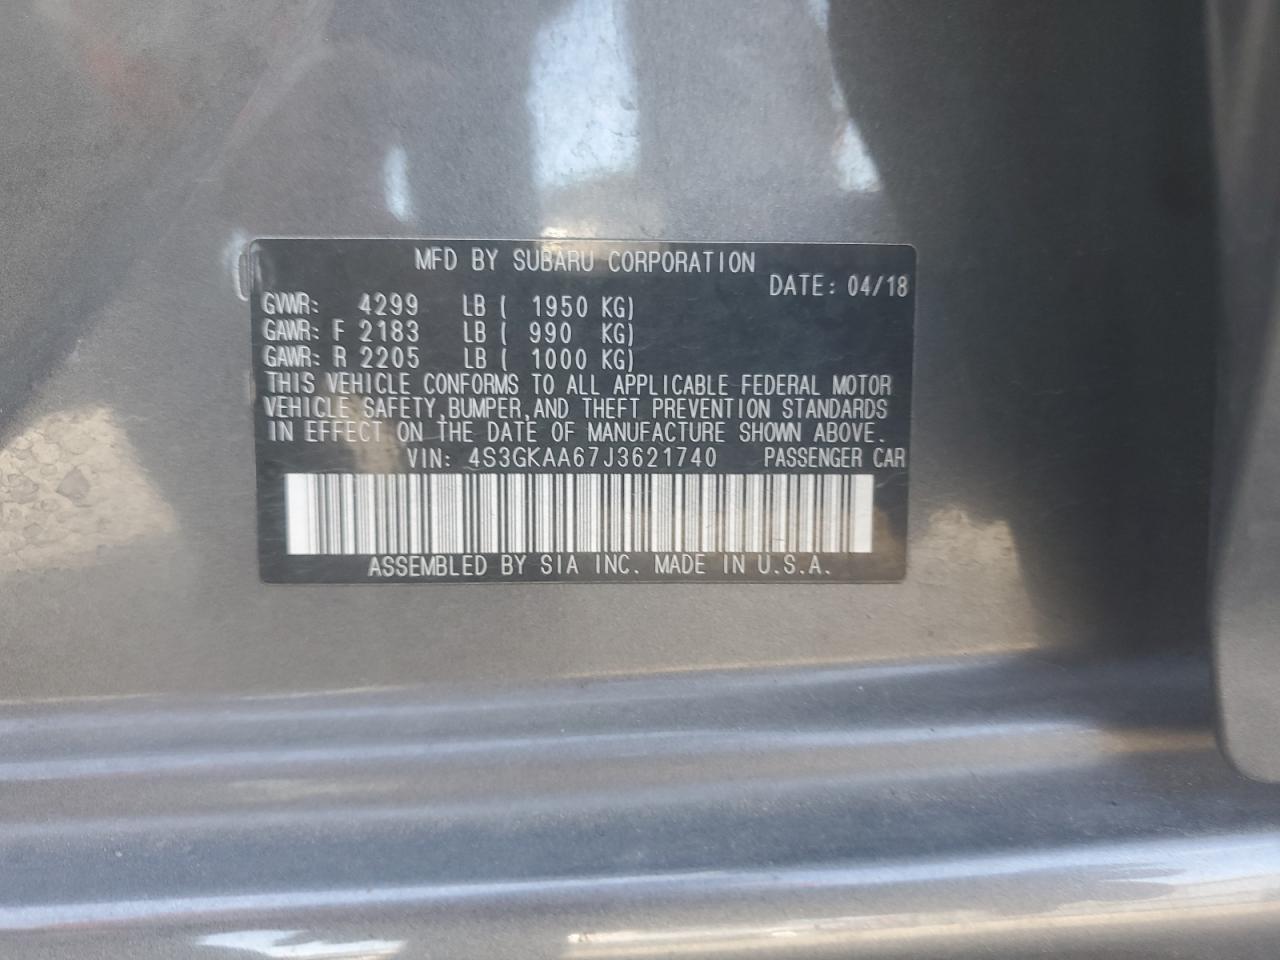 MFD BY SUBARU CORPORATION
DATE: 04/18
GVWR: 4299 LB ( 1950 KG)
GAWR: F 2183 LB ( 990 KG)
GAWR: R 2205 LB ( 1000 KG)
THIS VEHICLE CONFORMS TO ALL APPLICABLE FEDERAL MOTOR
VEHICLE SAFETY,BUMPER,AND THEFT PREVENTION STANDARDS
IN EFFECT ON THE DATE OF MANUFACTURE SHOWN ABOVE.
VIN: 4S3GKAA67J3621740 PASSENGER CAR
ASSEMBLED BY SIA INC. MADE IN U.S.A.